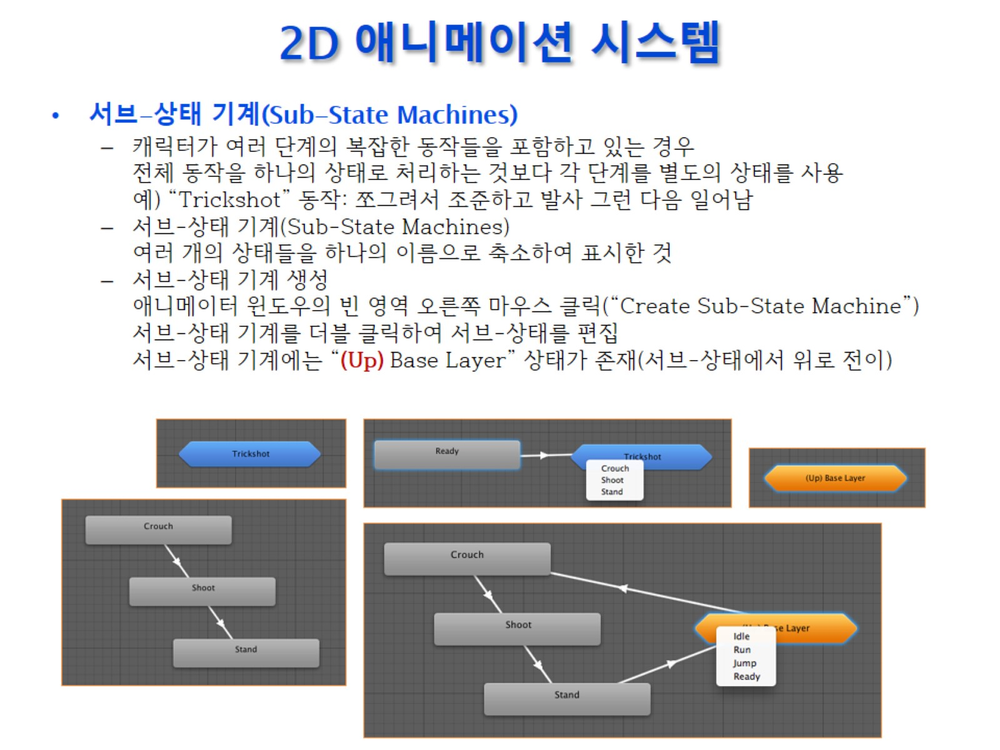 2D 애니메이션 시스템
• 서브-상태 기계(Sub-State Machines)
– 캐릭터가 여러 단계의 복잡한 동작들을 포함하고 있는 경우
전체 동작을 하나의 상태로 처리하는 것보다 각 단계를 별도의 상태를 사용
예) “Trickshot” 동작: 쪼그려서 조준하고 발사 그런 다음 일어남
– 서브-상태 기계(Sub-State Machines)
여러 개의 상태들을 하나의 이름으로 축소하여 표시한 것
– 서브-상태 기계 생성
애니메이터 윈도우의 빈 영역 오른쪽 마우스 클릭(“Create Sub-State Machine”)
서브-상태 기계를 더블 클릭하여 서브-상태를 편집
서브-상태 기계에는 “(Up) Base Layer” 상태가 존재(서브-상태에서 위로 전이)
Trickshot
Ready
Trickshot
Crouch
Shoot
Stand
(Up) Base Layer
Crouch
Shoot
Stand
Crouch
Shoot
Stand
se Layer
Idle
Run
Jump
Ready